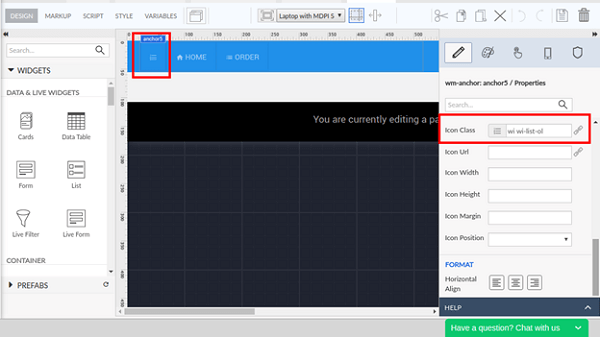 DESIGN MARKUP SCRIPT STYLE VARIABLES Laptop with MDPI S
Search...
WIDGETS
DATA & LIVE WIDGETS
Cards Data Table
Form List
Live Filter Live Form
CONTAINER
PREFABS
anchor5
HOME ORDER
You are currently editing a pa
wm-anchor: anchor5 / Properties
Search...
Icon Class wi wi-list-ol
Icon Url
Icon Width
Icon Height
Icon Margin
Icon Position
FORMAT
Horizontal
Align
HELP
Have a question? Chat with us